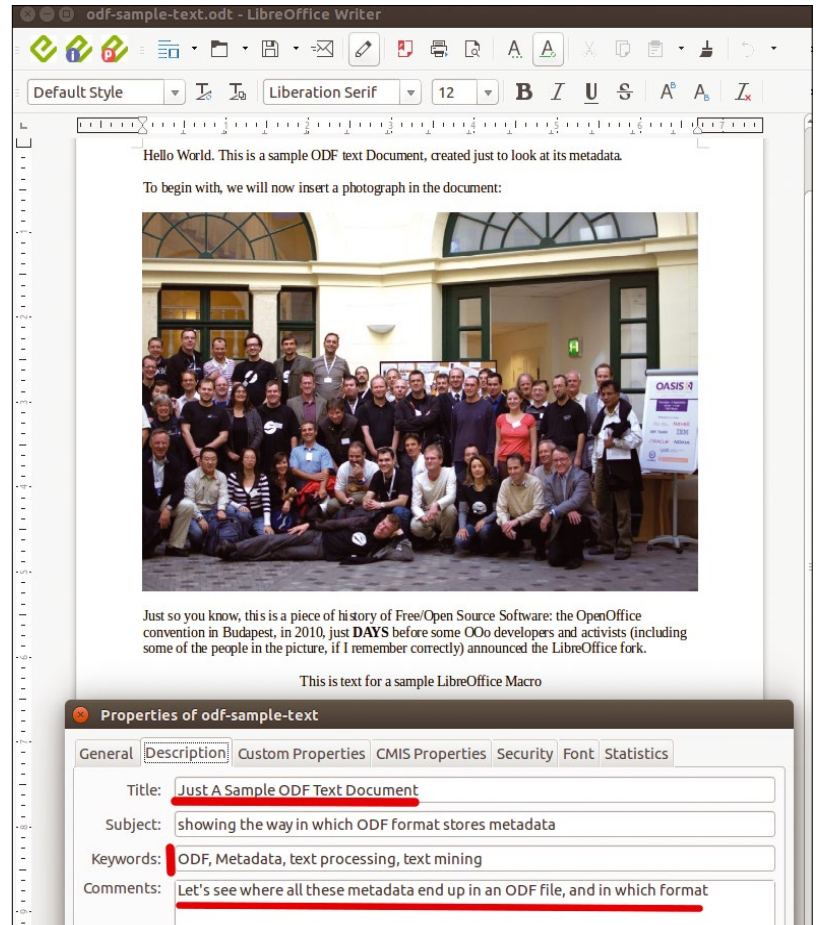 odf-sample-text.odt - LibreOffice Writer
Default Style
Liberation Serif
12
Hello World. This is a sample ODF text Document, created just to look at its metadata.
To begin with, we will now insert a photograph in the document:
OASIS
IBM
NOKIA
Just so you know, this is a piece of history of Free/Open Source Software: the OpenOffice
convention in Budapest, in 2010, just DAYS before some OOo developers and activists (including
some of the people in the picture, if I remember correctly) announced the LibreOffice fork.
This is text for a sample LibreOffice Macro
Properties of odf-sample-text
General Description Custom Properties CMIS Properties Security Font Statistics
Title: Just A Sample ODF Text Document
Subject: showing the way in which ODF format stores metadata
Keywords: ODF, Metadata, text processing, text mining
Comments: Let's see where all these metadata end up in an ODF file, and in which format